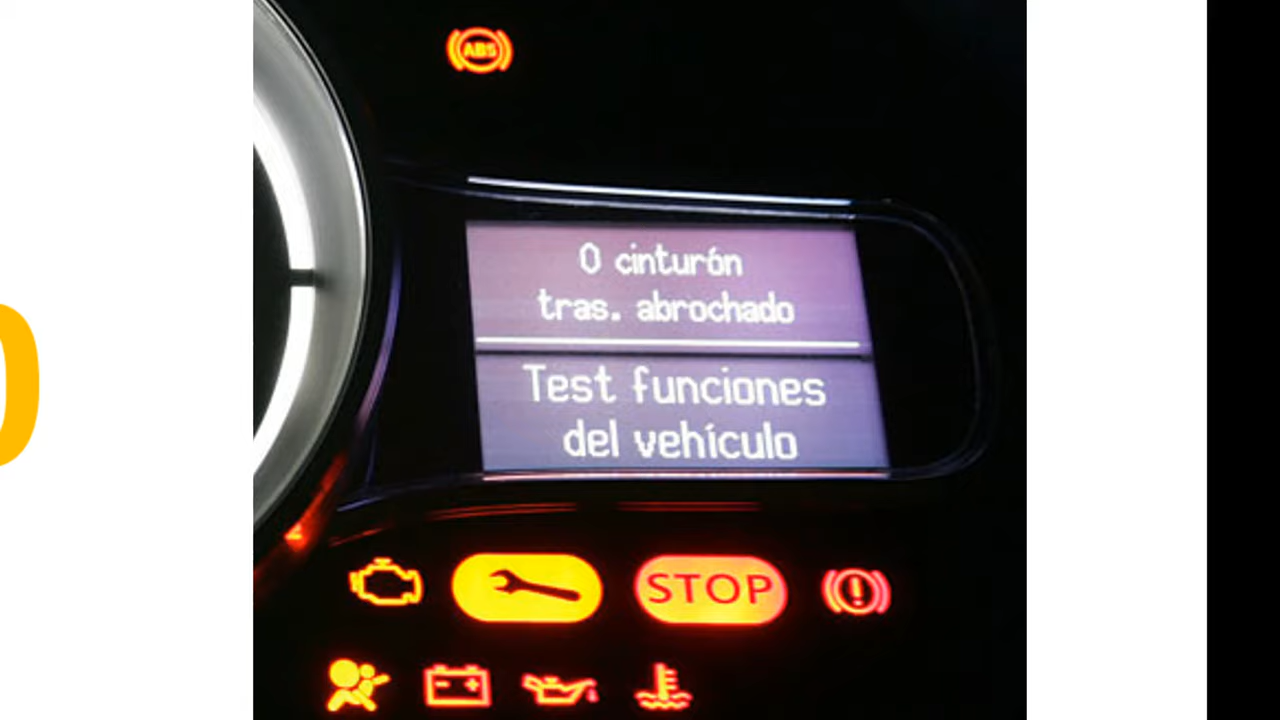 ABS
0 cinturón
tras. abrochado
Test funciones
del vehículo
STOP